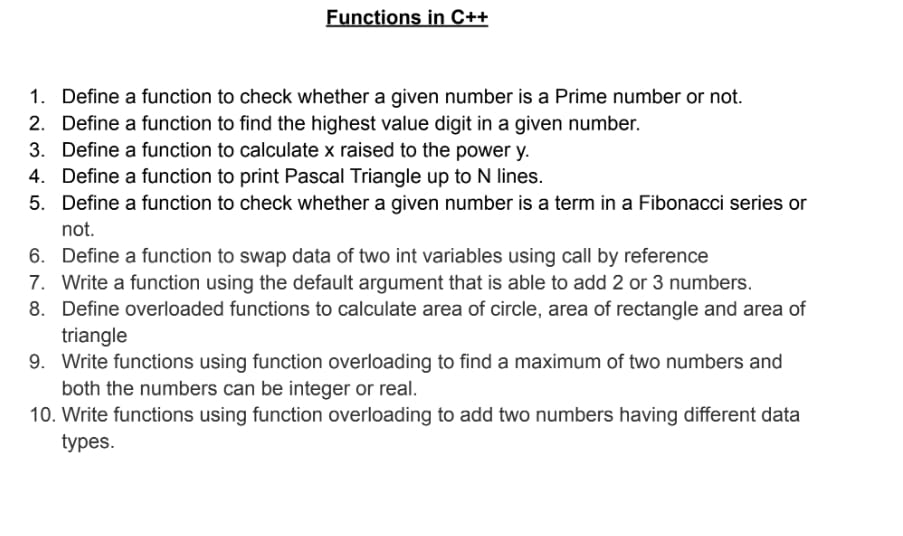 Functions in C++
1. Define a function to check whether a given number is a Prime number or not.
2. Define a function to find the highest value digit in a given number.
3. Define a function to calculate x raised to the power y.
4. Define a function to print Pascal Triangle up to N lines.
5. Define a function to check whether a given number is a term in a Fibonacci series or
not.
6. Define a function to swap data of two int variables using call by reference
7. Write a function using the default argument that is able to add 2 or 3 numbers.
8. Define overloaded functions to calculate area of circle, area of rectangle and area of
triangle
9. Write functions using function overloading to find a maximum of two numbers and
both the numbers can be integer or real.
10. Write functions using function overloading to add two numbers having different data
types.